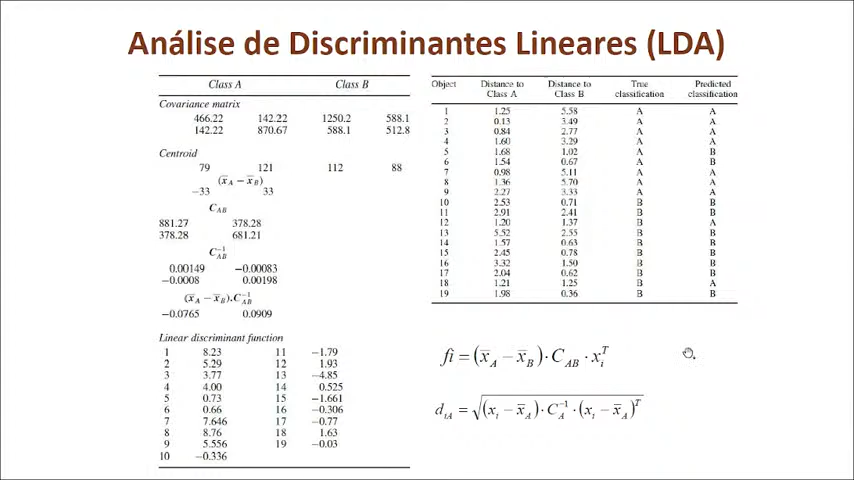 Análise de Discriminantes Lineares (LDA)
Class A Class B
Covariance matrix
466.22 142.22 1250.2 588.1
142.22 870.67 588.1 512.8
Centroid
79 121 112 88
(x̄A − x̄B)
−33 33
CAB
881.27 378.28
378.28 681.21
CAB⁻¹
0.00149 −0.00083
−0.0008 0.00198
(x̄A − x̄B).CAB⁻¹
−0.0765 0.0909
Linear discriminant function
1 8.23 11 −1.79
2 5.29 12 1.93
3 3.77 13 −4.85
4 4.00 14 0.525
5 0.73 15 −1.661
6 0.66 16 −0.306
7 7.646 17 −0.77
8 8.76 18 1.63
9 5.556 19 −0.03
10 −0.336
Object Distance to Distance to True Predicted
Class A Class B classification classification
1 1.25 5.58 A A
2 0.13 3.49 A A
3 0.84 2.77 A A
4 1.60 3.29 A A
5 1.68 1.02 A B
6 1.54 0.67 A B
7 0.98 5.11 A A
8 1.36 5.70 A A
9 2.27 3.33 A A
10 2.53 0.71 B B
11 2.91 2.41 B B
12 1.20 1.37 B A
13 5.52 2.55 B B
14 1.57 0.63 B B
15 2.45 0.78 B B
16 3.32 1.50 B B
17 2.04 0.62 B B
18 1.21 1.25 B A
19 1.98 0.36 B B
fi = (x̄A − x̄B) · CAB · xiᵀ
diA = √(xi − x̄A) · CA⁻¹ · (xi − x̄A)ᵀ